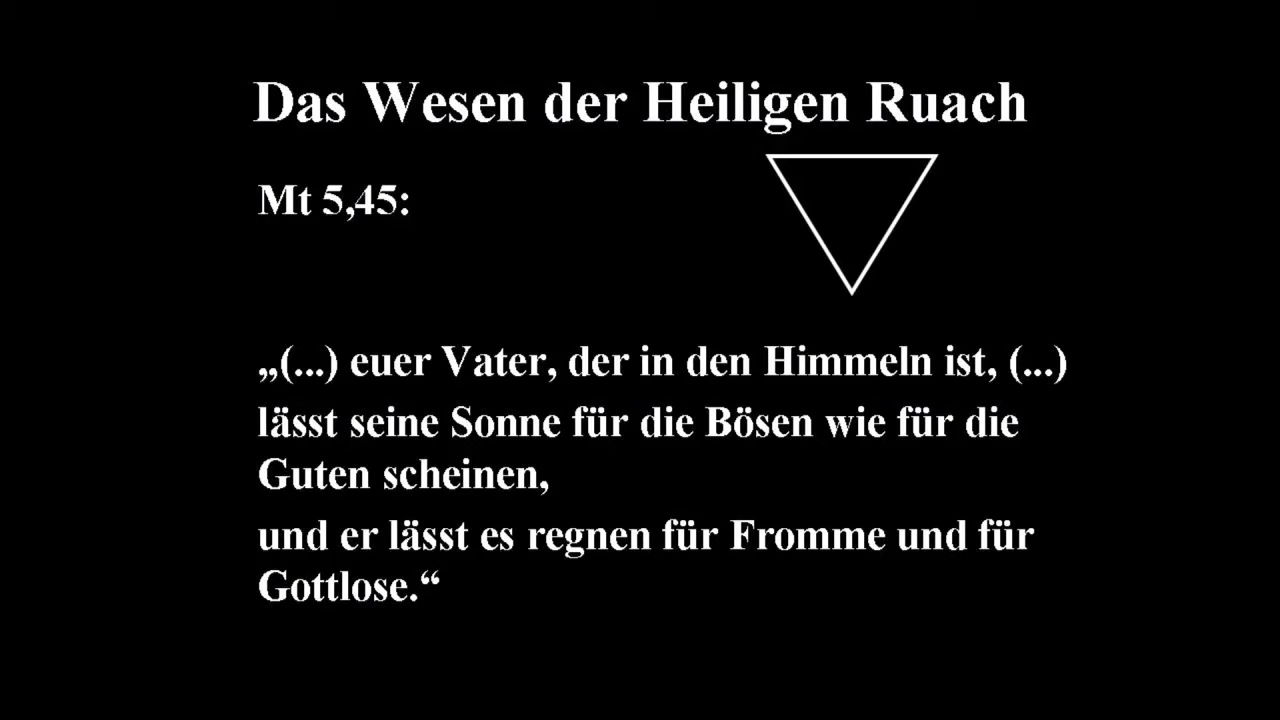 Das Wesen der Heiligen Ruach
Mt 5,45:
„(...) euer Vater, der in den Himmeln ist, (...)
lässt seine Sonne für die Bösen wie für die
Guten scheinen,
und er lässt es regnen für Fromme und für
Gottlose.“